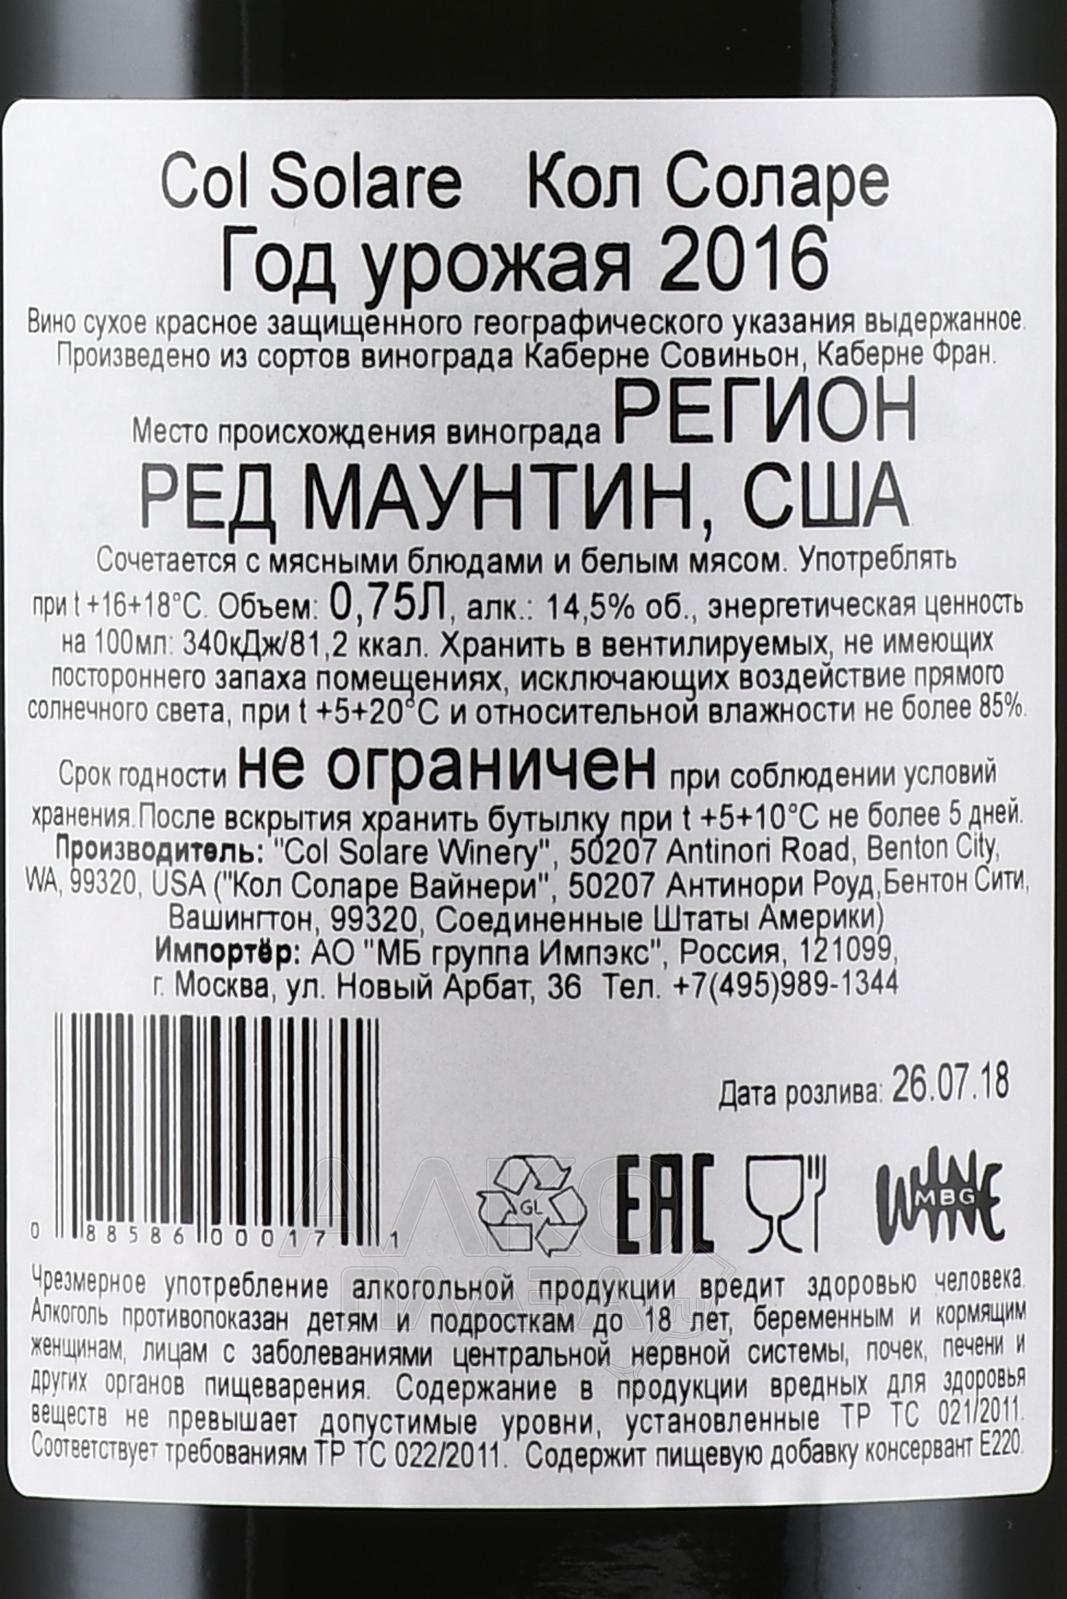 Col Solare Кол Соларе
Год урожая 2016
Вино сухое красное защищенного географического указания выдержанное.
Произведено из сортов винограда Каберне Совиньон, Каберне Фран.
Место происхождения винограда РЕГИОН
РЕД МАУНТИН, США
Сочетается с мясными блюдами и белым мясом. Употреблять
при t +16+18°C. Объем: 0,75Л, алк.: 14,5% об., энергетическая ценность
на 100мл: 340кДж/81,2 ккал. Хранить в вентилируемых, не имеющих
постороннего запаха помещениях, исключающих воздействие прямого
солнечного света, при t +5+20°C и относительной влажности не более 85%.
Срок годности не ограничен при соблюдении условий
хранения.После вскрытия хранить бутылку при t +5+10°C не более 5 дней.
Производитель: "Col Solare Winery", 50207 Antinori Road, Benton City,
WA, 99320, USA ("Кол Соларе Вайнери", 50207 Антинори Роуд,Бентон Сити,
Вашингтон, 99320, Соединенные Штаты Америки)
Импортёр: АО "МБ группа Импэкс", Россия, 121099,
г. Москва, ул. Новый Арбат, 36 Тел. +7(495)989-1344
Дата розлива: 26.07.18
0 88586 00017 1
GL
EAC
WINE
MBG
АЛКО
ПЛАЗА.ru
Чрезмерное употребление алкогольной продукции вредит здоровью человека.
Алкоголь противопоказан детям и подросткам до 18 лет, беременным и кормящим
женщинам, лицам с заболеваниями центральной нервной системы, почек, печени и
других органов пищеварения. Содержание в продукции вредных для здоровья
веществ не превышает допустимые уровни, установленные ТР ТС 021/2011.
Соответствует требованиям ТР ТС 022/2011. Содержит пищевую добавку консервант Е220.